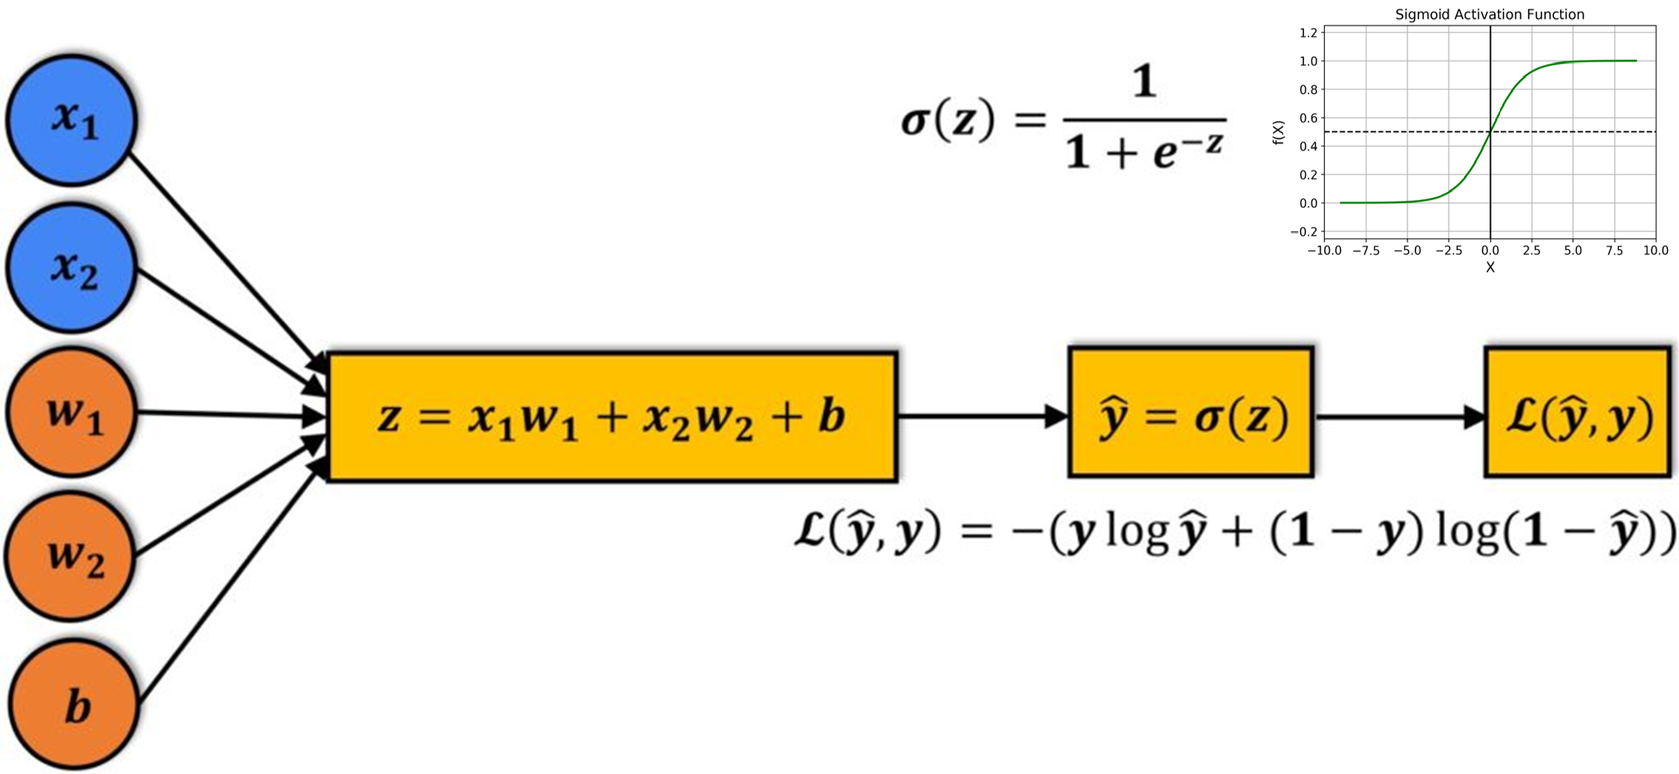 Sigmoid Activation Function
1.2
1.0
0.8
0.6
0.4
0.2
0.0
−0.2
f(X)
−10.0 −7.5 −5.0 −2.5 0.0 2.5 5.0 7.5 10.0
X
σ(z) = 1 / (1 + e^{−z})
x₁
x₂
w₁
w₂
b
z = x₁w₁ + x₂w₂ + b
ŷ = σ(z)
ℒ(ŷ, y)
ℒ(ŷ, y) = −(y log ŷ + (1 − y) log(1 − ŷ))